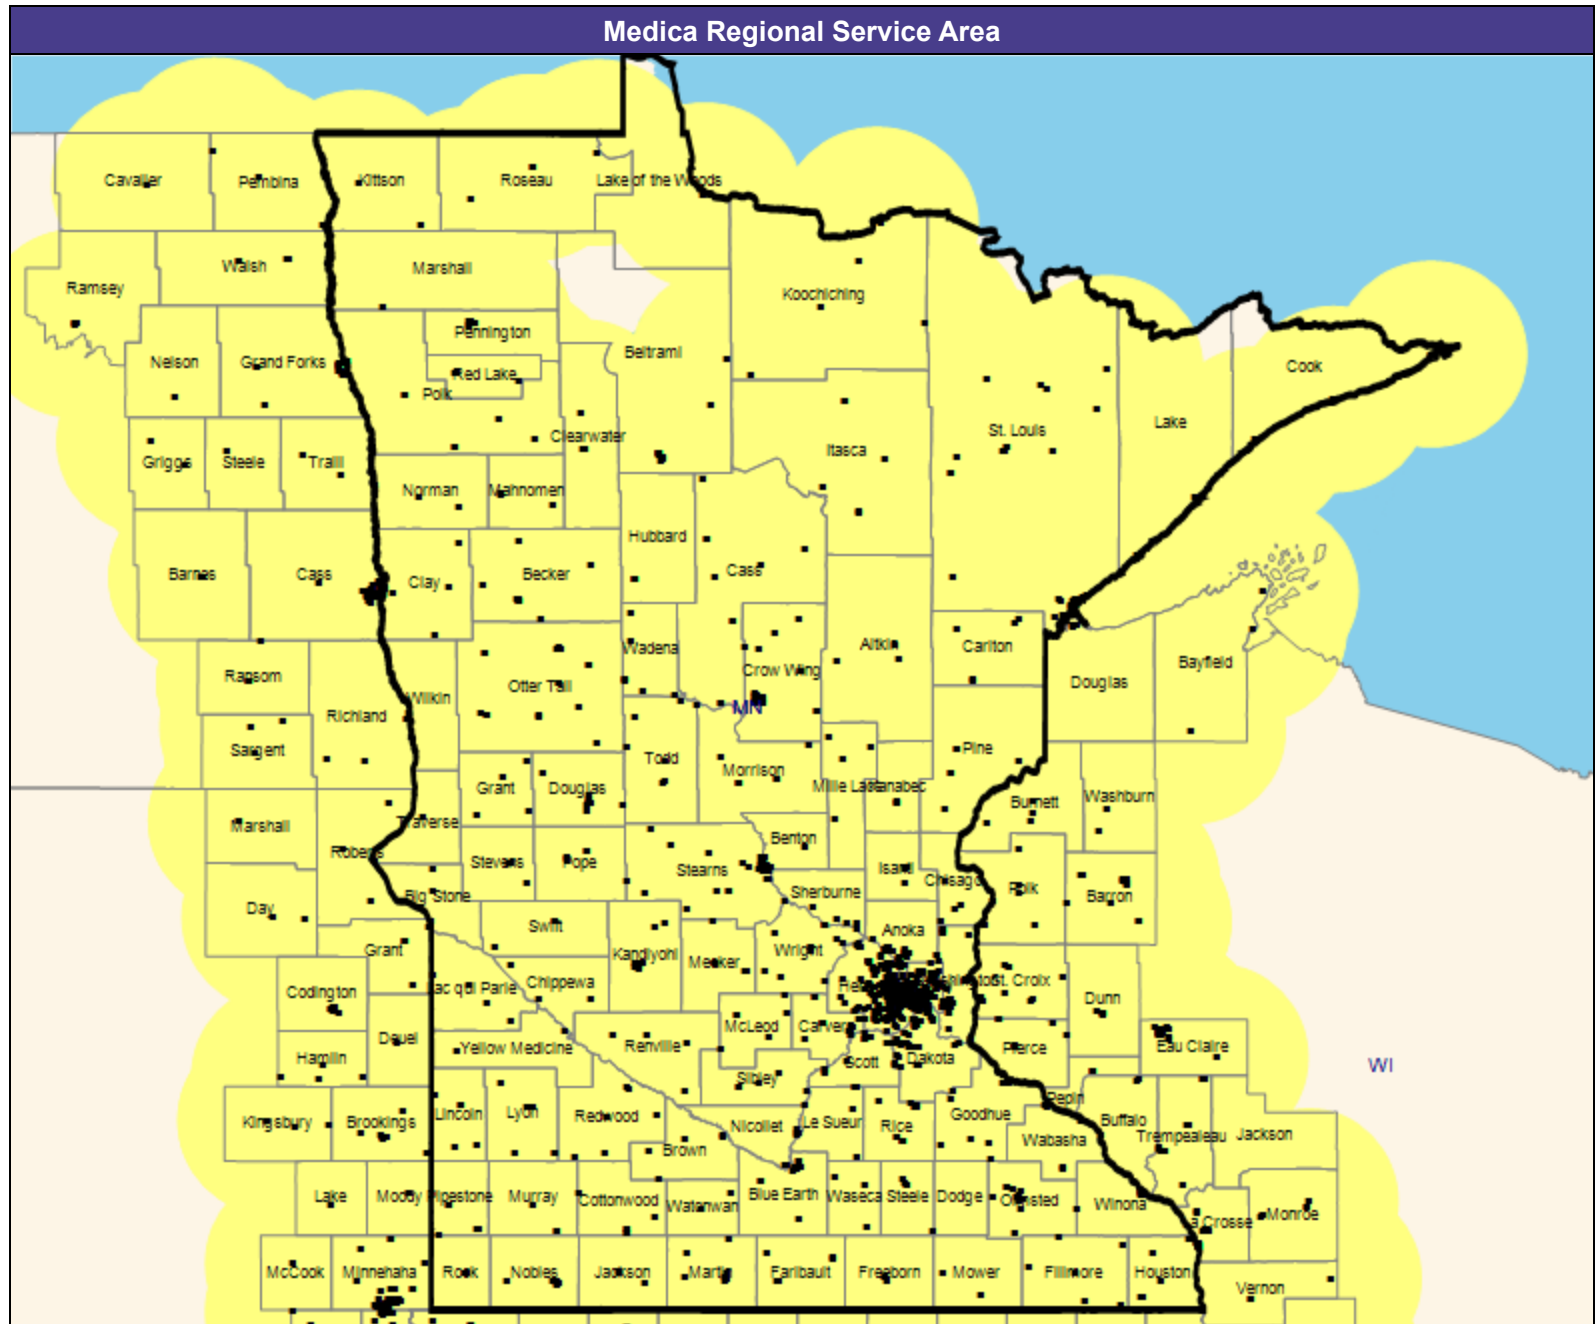 Medica Regional Service Area
Cavalier
Pembina
Kittson
Roseau
Lake of the Woods
Walsh
Marshall
Ramsey
Koochiching
Pennington
Nelson
Grand Forks
Beltrami
Red Lake
Polk
Cook
Lake
Clearwater
St. Louis
Itasca
Griggs
Steele
Traill
Norman
Mahnomen
Hubbard
Barnes
Cass
Clay
Becker
Cass
Wadena
Aitkin
Carlton
Crow Wing
Bayfield
Ransom
Wilkin
Otter Tail
Douglas
MN
Richland
Sargent
Todd
Morrison
Pine
Grant
Douglas
Mille Lacs
Kanabec
Burnett
Washburn
Marshall
Traverse
Benton
Roberts
Stevens
Pope
Stearns
Isanti
Chisago
Polk
Barron
Big Stone
Sherburne
Day
Swift
Anoka
Grant
Kandiyohi
Wright
Meeker
Codington
Lac qui Parle
Chippewa
He
shington
St. Croix
Dunn
Deuel
McLeod
Carver
Hamlin
Yellow Medicine
Renville
Scott
Dakota
Pierce
Eau Claire
WI
Sibley
Pepin
Kingsbury
Brookings
Lincoln
Lyon
Redwood
Nicollet
Le Sueur
Rice
Goodhue
Buffalo
Trempealeau
Jackson
Brown
Wabasha
Lake
Moody
Pipestone
Murray
Cottonwood
Watonwan
Blue Earth
Waseca
Steele
Dodge
Olmsted
Winona
a Crosse
Monroe
McCook
Minnehaha
Rock
Nobles
Jackson
Martin
Faribault
Freeborn
Mower
Fillmore
Houston
Vernon